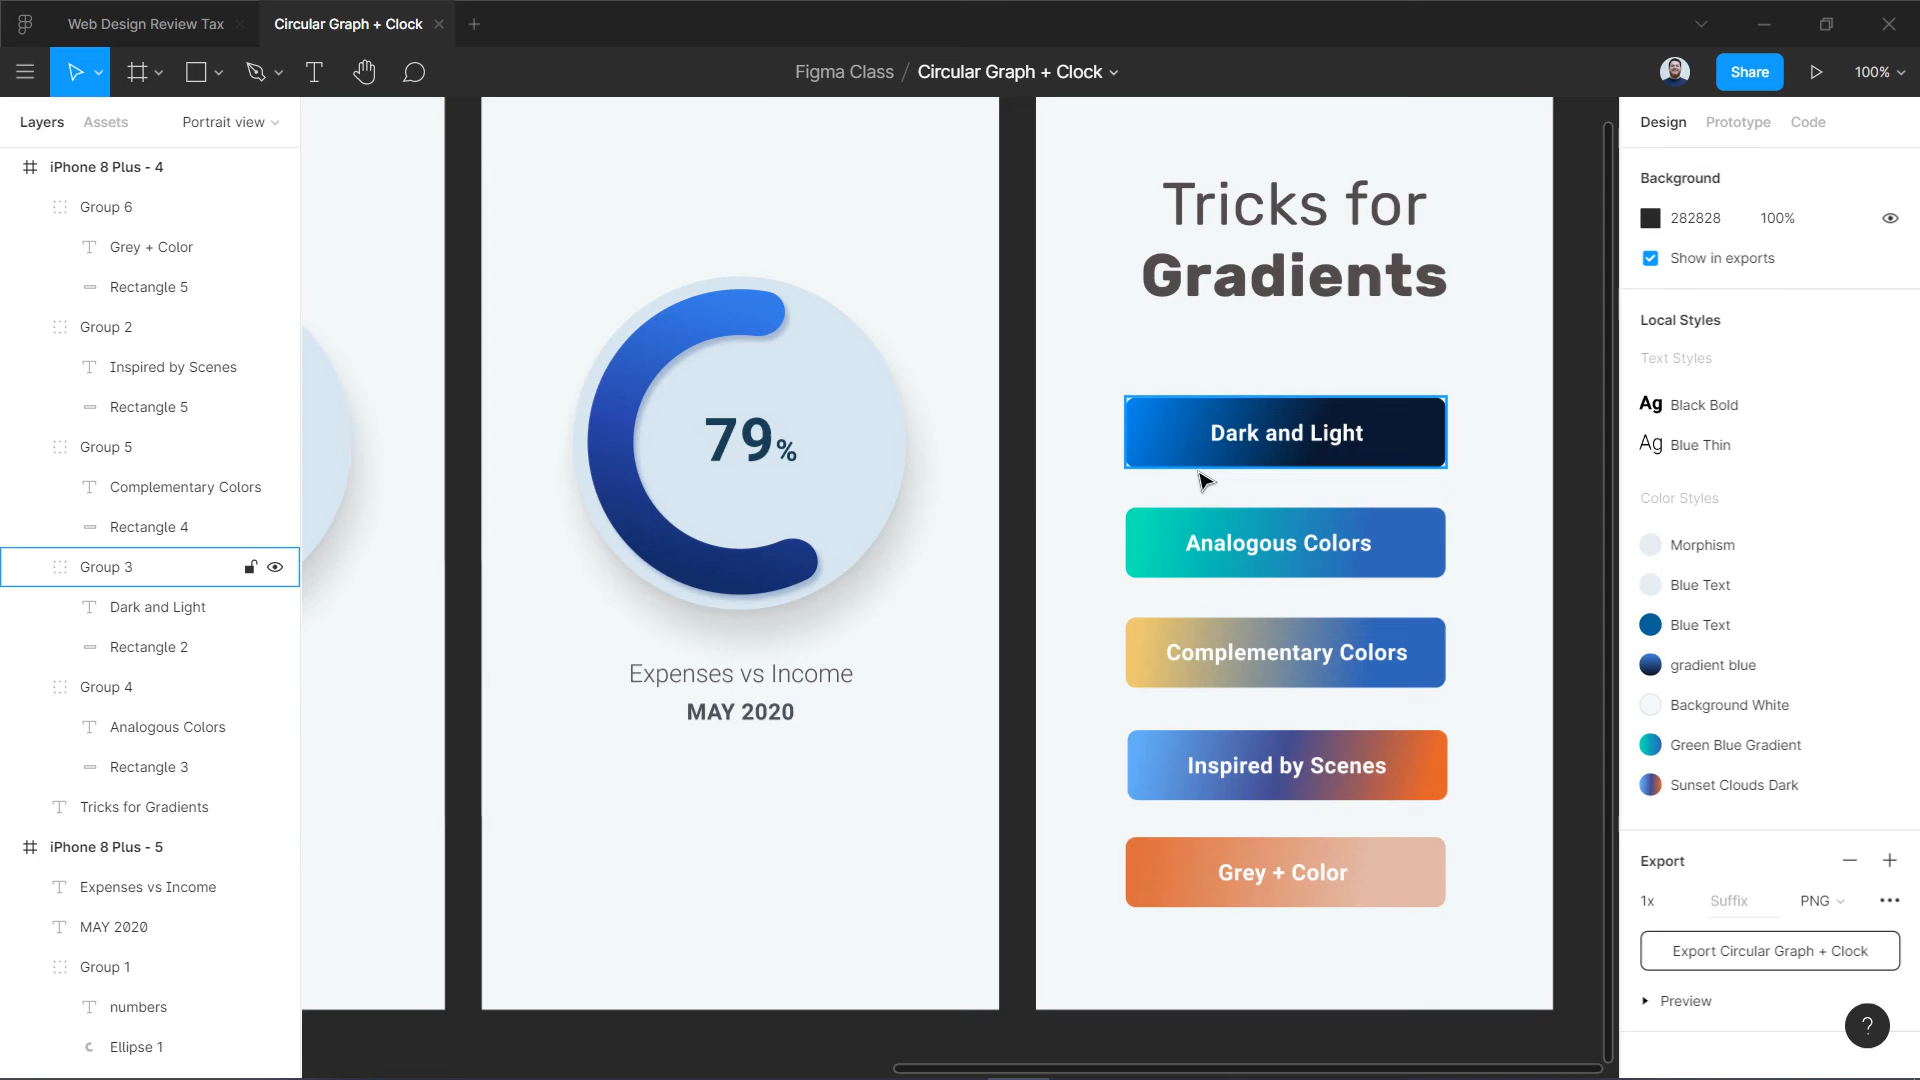 Web Design Review Tax
Circular Graph + Clock
Figma Class / Circular Graph + Clock
Share
100%
Layers
Assets
Portrait view
iPhone 8 Plus - 4
Group 6
Grey + Color
Rectangle 5
Group 2
Inspired by Scenes
Rectangle 5
Group 5
Complementary Colors
Rectangle 4
Group 3
Dark and Light
Rectangle 2
Group 4
Analogous Colors
Rectangle 3
Tricks for Gradients
iPhone 8 Plus - 5
Expenses vs Income
MAY 2020
Group 1
numbers
Ellipse 1
79%
Expenses vs Income
MAY 2020
Tricks for
Gradients
Dark and Light
Analogous Colors
Complementary Colors
Inspired by Scenes
Grey + Color
Design
Prototype
Code
Background
282828
100%
Show in exports
Local Styles
Text Styles
Ag Black Bold
Ag Blue Thin
Color Styles
Morphism
Blue Text
Blue Text
gradient blue
Background White
Green Blue Gradient
Sunset Clouds Dark
Export
1x
Suffix
PNG
Export Circular Graph + Clock
Preview
?